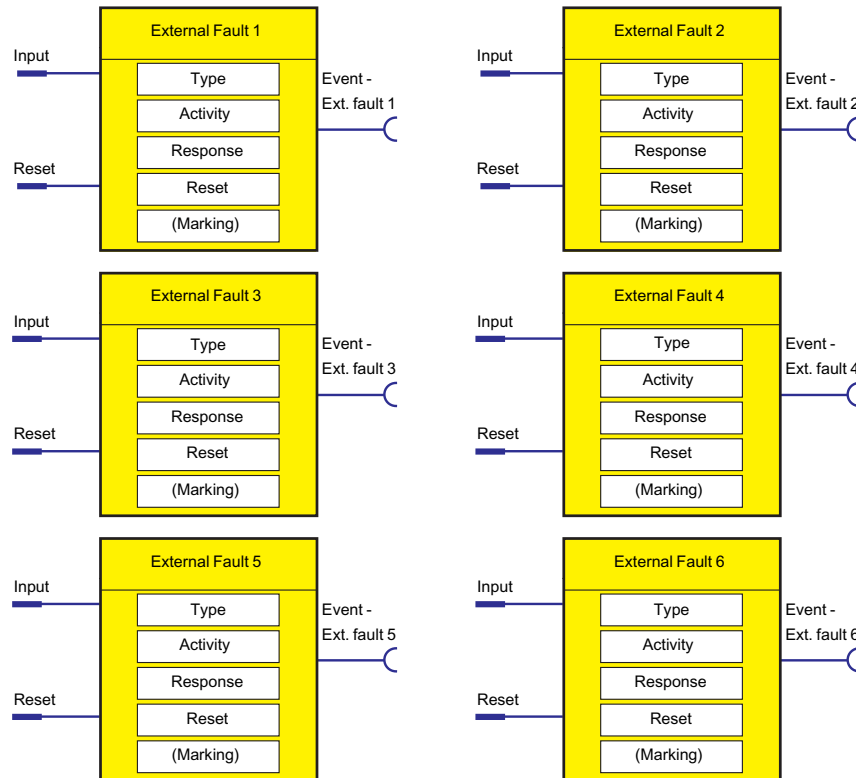 External Fault 1
Input
Type
Event -
Activity
Ext. fault 1
Response
Reset
Reset
(Marking)
External Fault 2
Input
Type
Event -
Activity
Ext. fault 2
Response
Reset
Reset
(Marking)
External Fault 3
Input
Type
Event -
Activity
Ext. fault 3
Response
Reset
Reset
(Marking)
External Fault 4
Input
Type
Event -
Activity
Ext. fault 4
Response
Reset
Reset
(Marking)
External Fault 5
Input
Type
Event -
Activity
Ext. fault 5
Response
Reset
Reset
(Marking)
External Fault 6
Input
Type
Event -
Activity
Ext. fault 6
Response
Reset
Reset
(Marking)